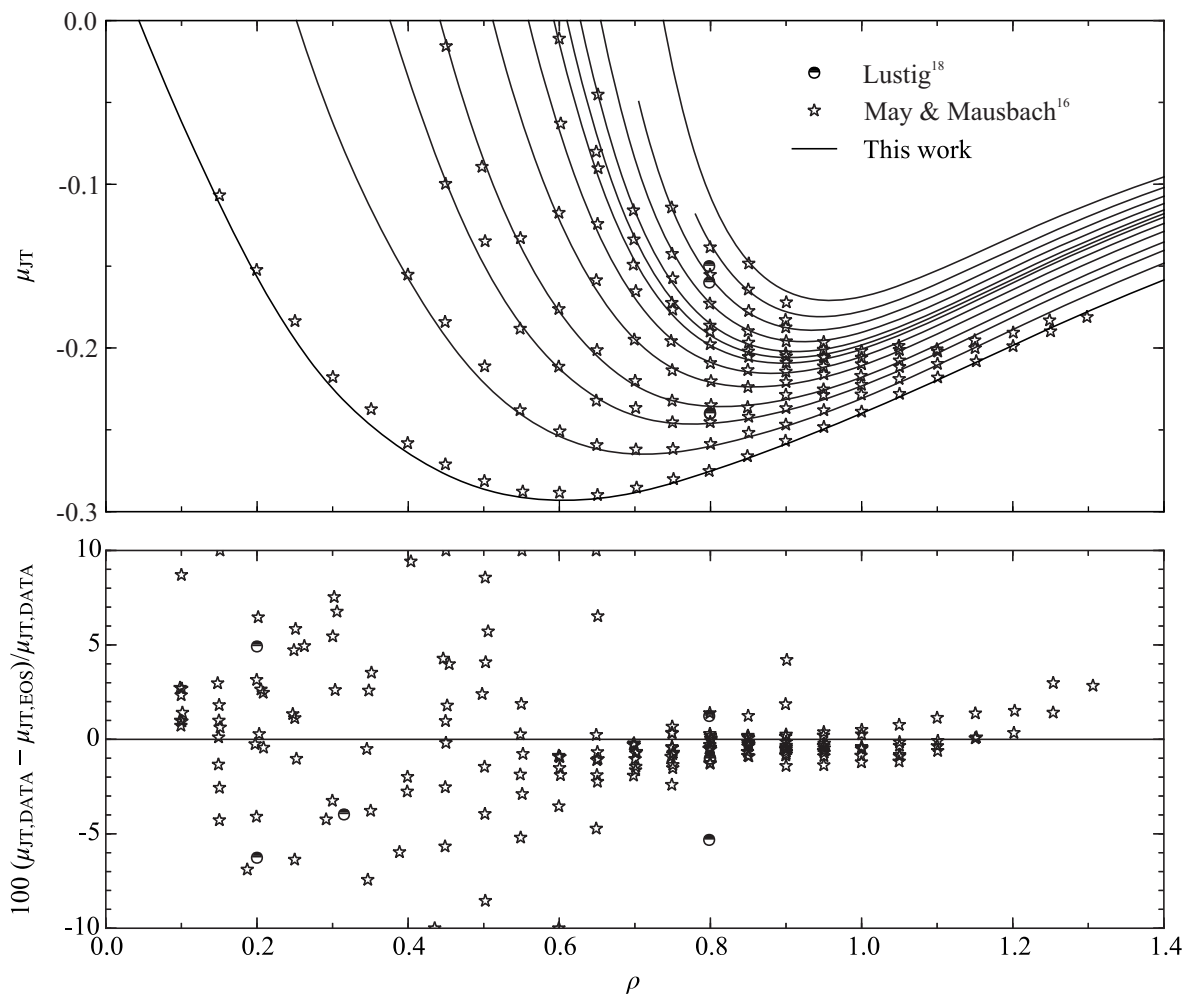 0.0
-0.1
-0.2
-0.3
μJT
Lustig18
May & Mausbach16
This work
10
5
0
-5
-10
100 (μJT,DATA − μJT,EOS)/μJT,DATA
0.0 0.2 0.4 0.6 0.8 1.0 1.2 1.4
ρ